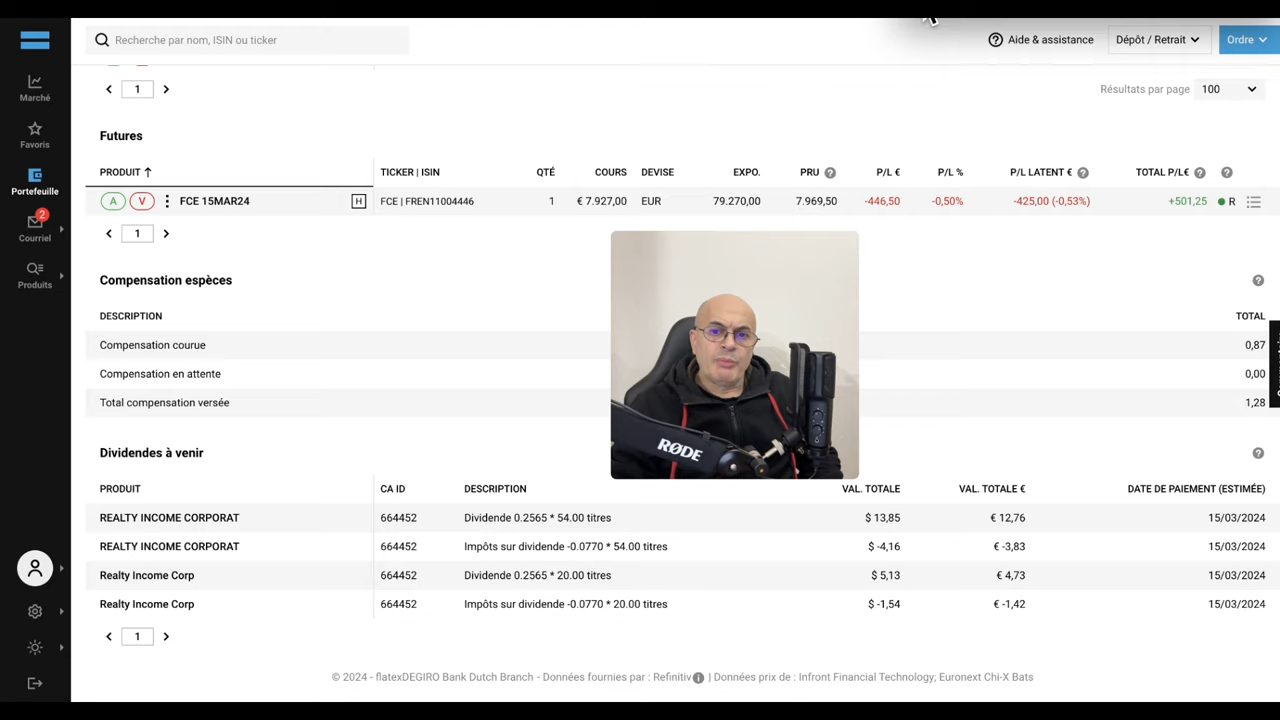 Recherche par nom, ISIN ou ticker
Aide & assistance
Dépôt / Retrait
Ordre
Marché
Favoris
Portefeuille
2
Courriel
Produits
1
Résultats par page 100
Futures
PRODUIT TICKER | ISIN QTÉ COURS DEVISE EXPO. PRU P/L € P/L % P/L LATENT € TOTAL P/L€
A V FCE 15MAR24 H FCE | FREN11004446 1 € 7.927,00 EUR 79.270,00 7.969,50 -446,50 -0,50% -425,00 (-0,53%) +501,25 R
1
Compensation espèces
DESCRIPTION TOTAL
Compensation courue 0,87
Compensation en attente 0,00
Total compensation versée 1,28
RØDE
Dividendes à venir
PRODUIT CA ID DESCRIPTION VAL. TOTALE VAL. TOTALE € DATE DE PAIEMENT (ESTIMÉE)
REALTY INCOME CORPORAT 664452 Dividende 0.2565 * 54.00 titres $ 13,85 € 12,76 15/03/2024
REALTY INCOME CORPORAT 664452 Impôts sur dividende -0.0770 * 54.00 titres $ -4,16 € -3,83 15/03/2024
Realty Income Corp 664452 Dividende 0.2565 * 20.00 titres $ 5,13 € 4,73 15/03/2024
Realty Income Corp 664452 Impôts sur dividende -0.0770 * 20.00 titres $ -1,54 € -1,42 15/03/2024
1
© 2024 - flatexDEGIRO Bank Dutch Branch - Données fournies par : Refinitiv | Données prix de : Infront Financial Technology; Euronext Chi-X Bats